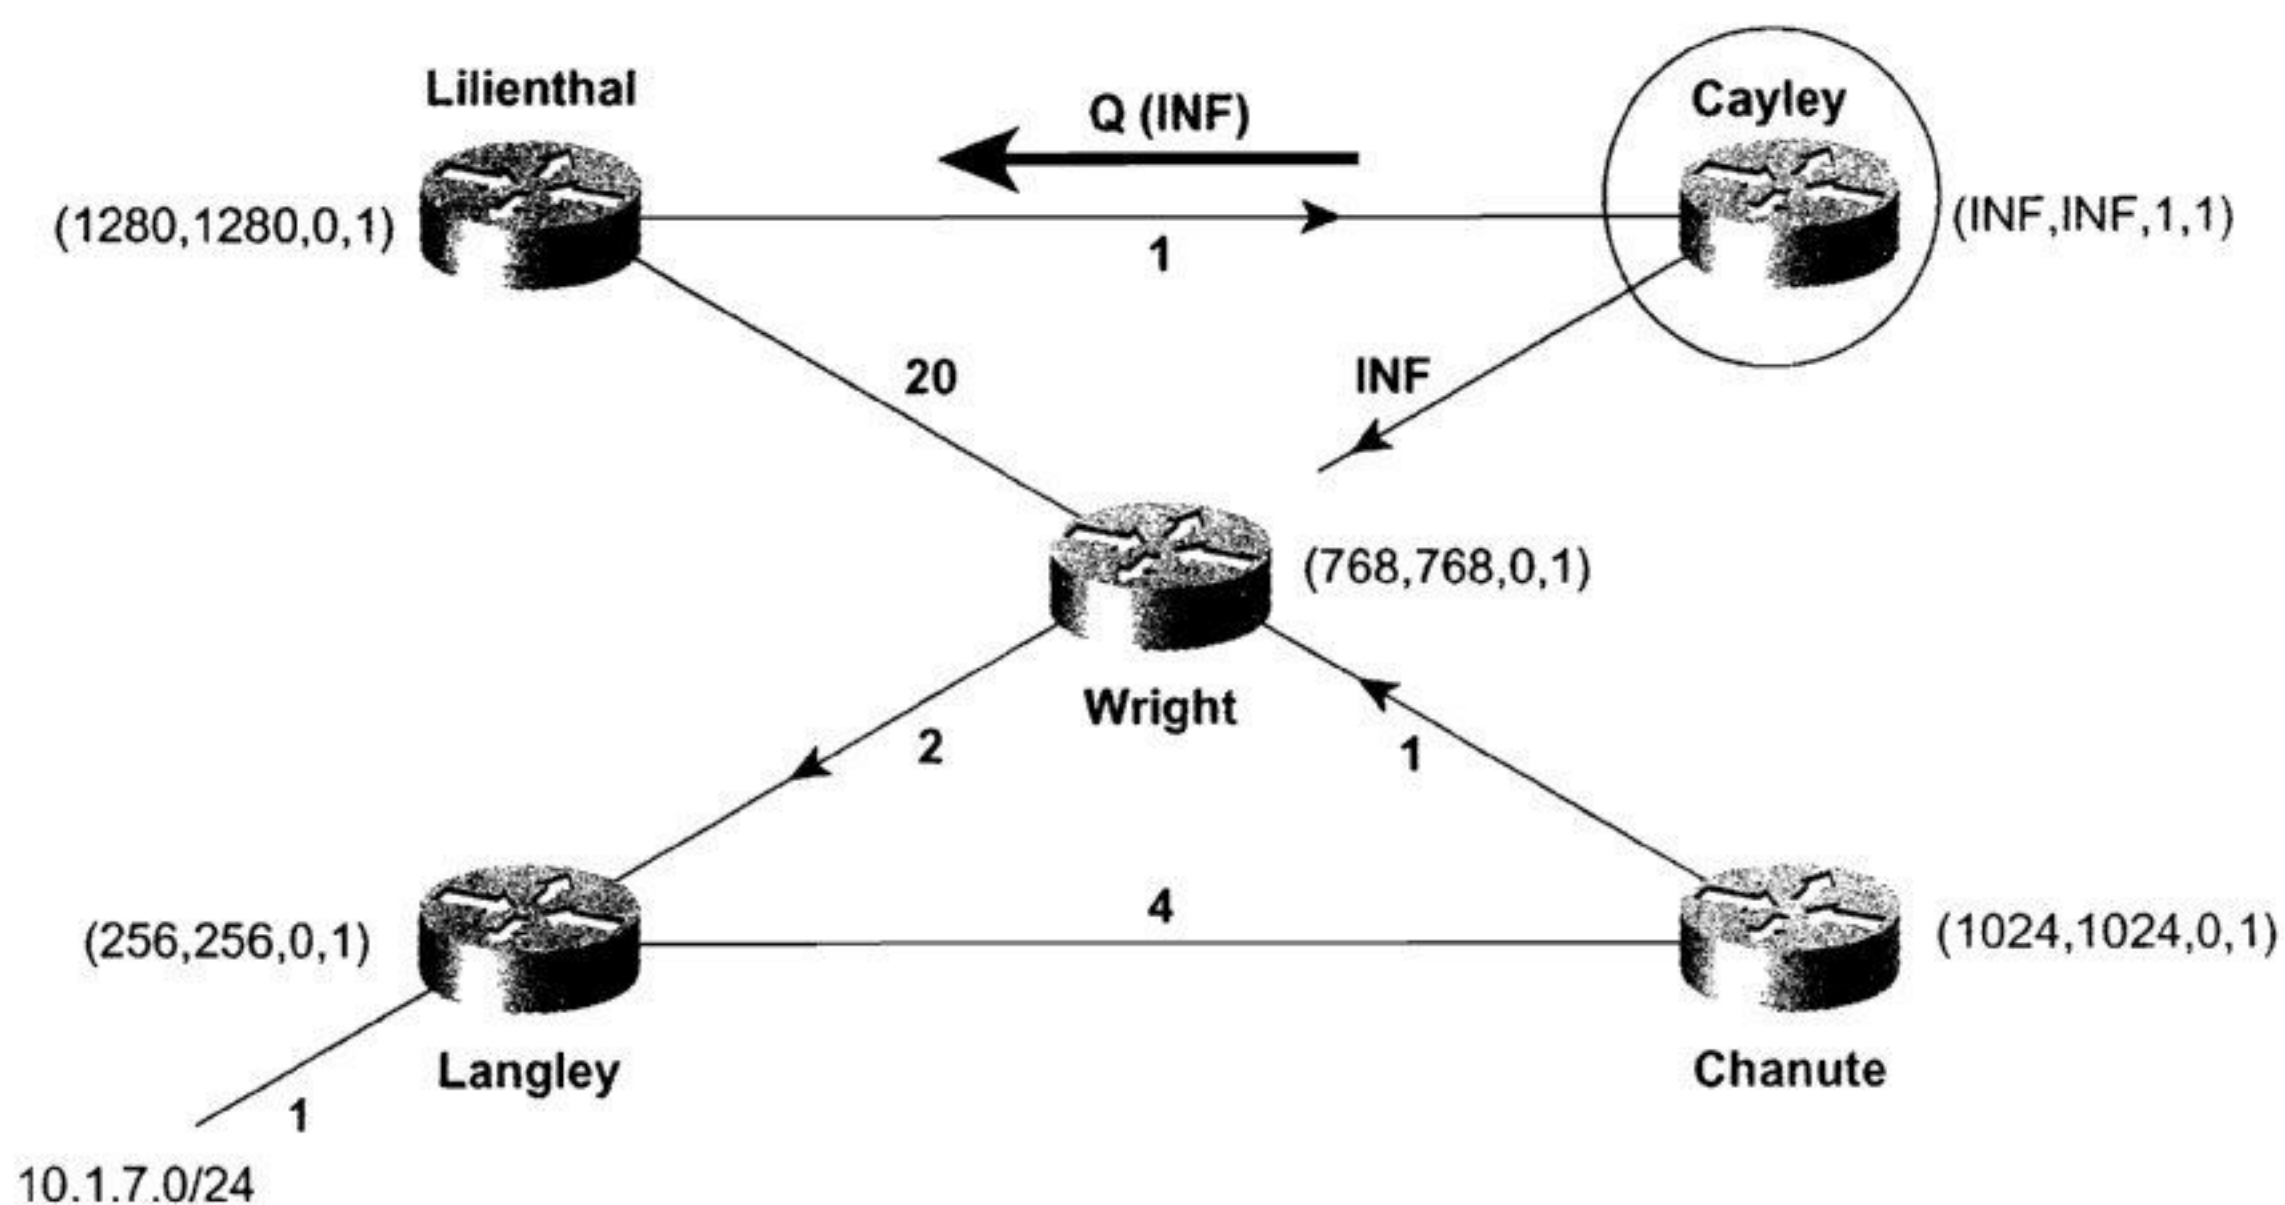 Lilienthal
Q (INF)
Cayley
(1280,1280,0,1)
(INF,INF,1,1)
1
20
INF
(768,768,0,1)
Wright
2
1
4
(256,256,0,1)
(1024,1024,0,1)
Langley
Chanute
1
10.1.7.0/24